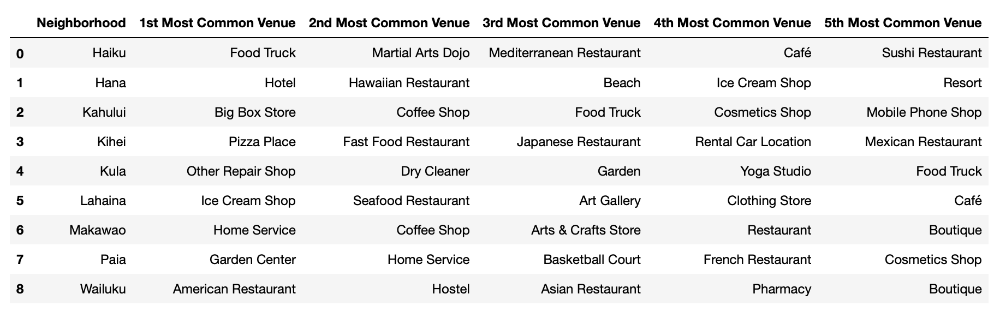 Neighborhood 1st Most Common Venue 2nd Most Common Venue 3rd Most Common Venue 4th Most Common Venue 5th Most Common Venue
0 Haiku Food Truck Martial Arts Dojo Mediterranean Restaurant Café Sushi Restaurant
1 Hana Hotel Hawaiian Restaurant Beach Ice Cream Shop Resort
2 Kahului Big Box Store Coffee Shop Food Truck Cosmetics Shop Mobile Phone Shop
3 Kihei Pizza Place Fast Food Restaurant Japanese Restaurant Rental Car Location Mexican Restaurant
4 Kula Other Repair Shop Dry Cleaner Garden Yoga Studio Food Truck
5 Lahaina Ice Cream Shop Seafood Restaurant Art Gallery Clothing Store Café
6 Makawao Home Service Coffee Shop Arts & Crafts Store Restaurant Boutique
7 Paia Garden Center Home Service Basketball Court French Restaurant Cosmetics Shop
8 Wailuku American Restaurant Hostel Asian Restaurant Pharmacy Boutique